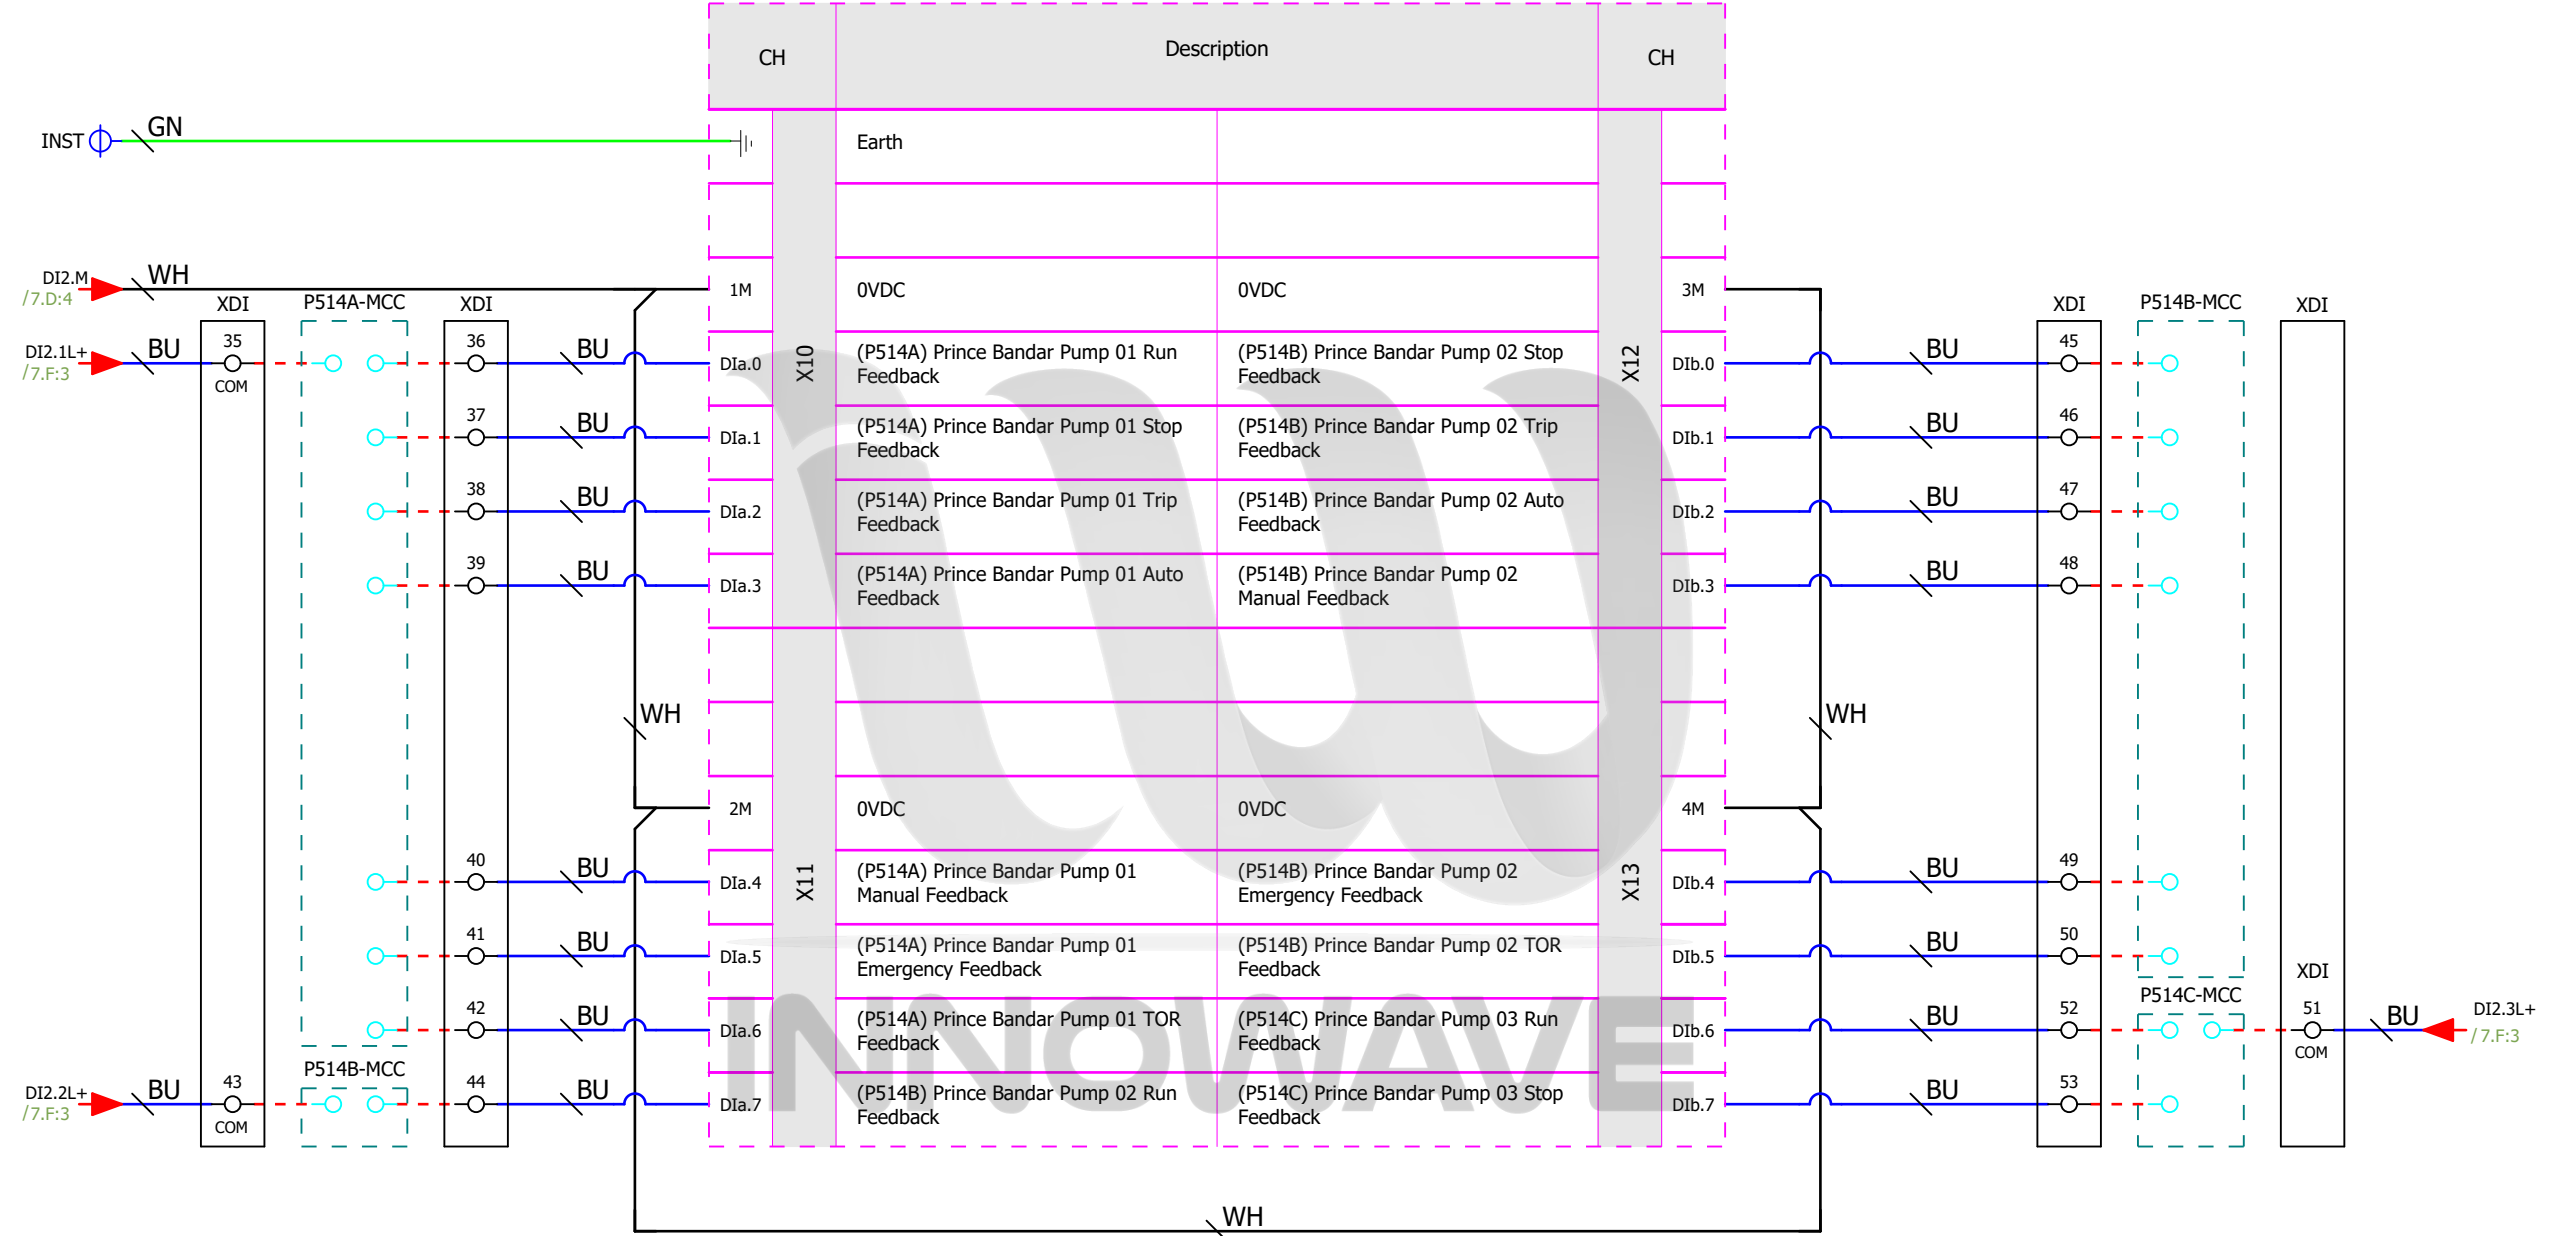 CH
Description
CH
INST
GN
Earth
DI2.M
/7.D:4
WH
1M
0VDC
0VDC
3M
XDI
P514A-MCC
XDI
XDI
P514B-MCC
XDI
X10
X12
DI2.1L+
/7.F:3
BU
35
COM
36
BU
DIa.0
(P514A) Prince Bandar Pump 01 Run
Feedback
(P514B) Prince Bandar Pump 02 Stop
Feedback
DIb.0
BU
45
37
BU
DIa.1
(P514A) Prince Bandar Pump 01 Stop
Feedback
(P514B) Prince Bandar Pump 02 Trip
Feedback
DIb.1
BU
46
38
BU
DIa.2
(P514A) Prince Bandar Pump 01 Trip
Feedback
(P514B) Prince Bandar Pump 02 Auto
Feedback
DIb.2
BU
47
39
BU
DIa.3
(P514A) Prince Bandar Pump 01 Auto
Feedback
(P514B) Prince Bandar Pump 02
Manual Feedback
DIb.3
BU
48
WH
WH
2M
0VDC
0VDC
4M
X11
X13
40
BU
DIa.4
(P514A) Prince Bandar Pump 01
Manual Feedback
(P514B) Prince Bandar Pump 02
Emergency Feedback
DIb.4
BU
49
41
BU
DIa.5
(P514A) Prince Bandar Pump 01
Emergency Feedback
(P514B) Prince Bandar Pump 02 TOR
Feedback
DIb.5
BU
50
XDI
P514C-MCC
42
BU
DIa.6
(P514A) Prince Bandar Pump 01 TOR
Feedback
(P514C) Prince Bandar Pump 03 Run
Feedback
DIb.6
BU
52
51
COM
BU
DI2.3L+
/7.F:3
INNOWAVE
P514B-MCC
DI2.2L+
/7.F:3
BU
43
COM
44
BU
DIa.7
(P514B) Prince Bandar Pump 02 Run
Feedback
(P514C) Prince Bandar Pump 03 Stop
Feedback
DIb.7
BU
53
WH